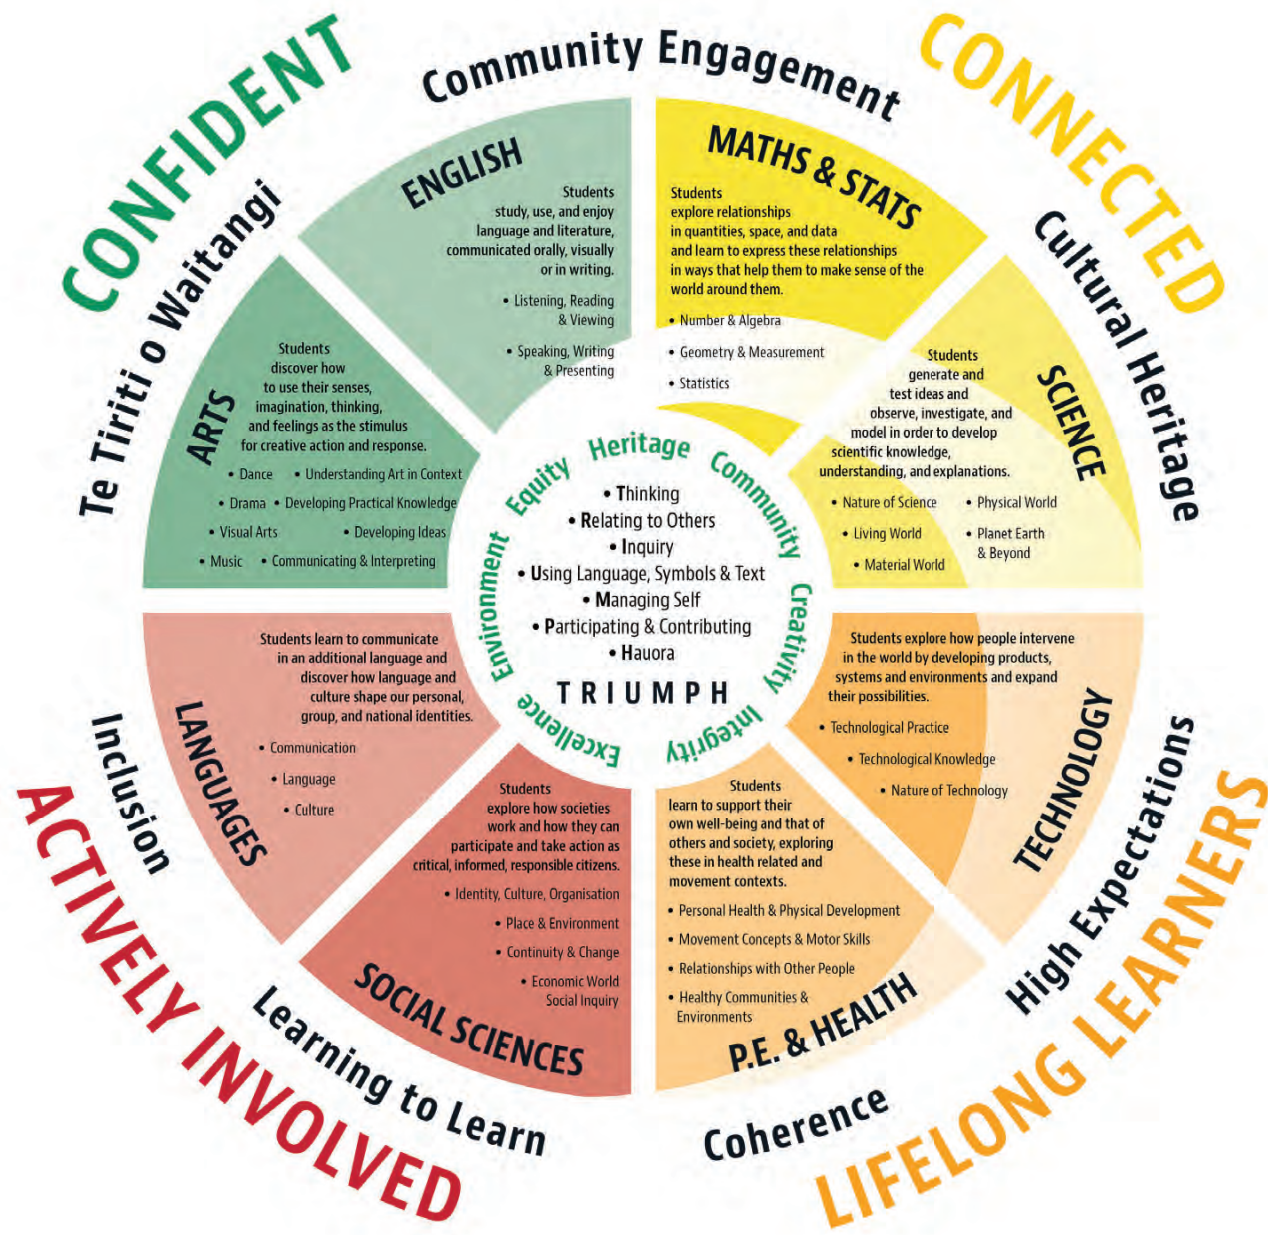 CONFIDENT
Community Engagement
CONNECTED
Te Tiriti o Waitangi
Cultural Heritage
ENGLISH
Students
study, use, and enjoy
language and literature,
communicated orally, visually
or in writing.
• Listening, Reading
& Viewing
• Speaking, Writing
& Presenting
MATHS & STATS
Students
explore relationships
in quantities, space, and data
and learn to express these relationships
in ways that help them to make sense of the
world around them.
• Number & Algebra
• Geometry & Measurement
• Statistics
ARTS
Students
discover how
to use their senses,
imagination, thinking,
and feelings as the stimulus
for creative action and response.
• Dance • Understanding Art in Context
• Drama • Developing Practical Knowledge
• Visual Arts • Developing Ideas
• Music • Communicating & Interpreting
SCIENCE
Students
generate and
test ideas and
observe, investigate, and
model in order to develop
scientific knowledge,
understanding, and explanations.
• Nature of Science • Physical World
• Living World • Planet Earth
& Beyond
• Material World
Environment Equity Heritage Community Creativity
• Thinking
• Relating to Others
• Inquiry
• Using Language, Symbols & Text
• Managing Self
• Participating & Contributing
• Hauora
TRIUMPH
Excellence Integrity
LANGUAGES
Students learn to communicate
in an additional language and
discover how language and
culture shape our personal,
group, and national identities.
• Communication
• Language
• Culture
TECHNOLOGY
Students explore how people intervene
in the world by developing products,
systems and environments and expand
their possibilities.
• Technological Practice
• Technological Knowledge
• Nature of Technology
SOCIAL SCIENCES
Students
explore how societies
work and how they can
participate and take action as
critical, informed, responsible citizens.
• Identity, Culture, Organisation
• Place & Environment
• Continuity & Change
• Economic World
Social Inquiry
P.E. & HEALTH
Students
learn to support their
own well-being and that of
others and society, exploring
these in health related and
movement contexts.
• Personal Health & Physical Development
• Movement Concepts & Motor Skills
• Relationships with Other People
• Healthy Communities &
Environments
Inclusion
High Expectations
ACTIVELY INVOLVED
Learning to Learn
Coherence
LIFELONG LEARNERS